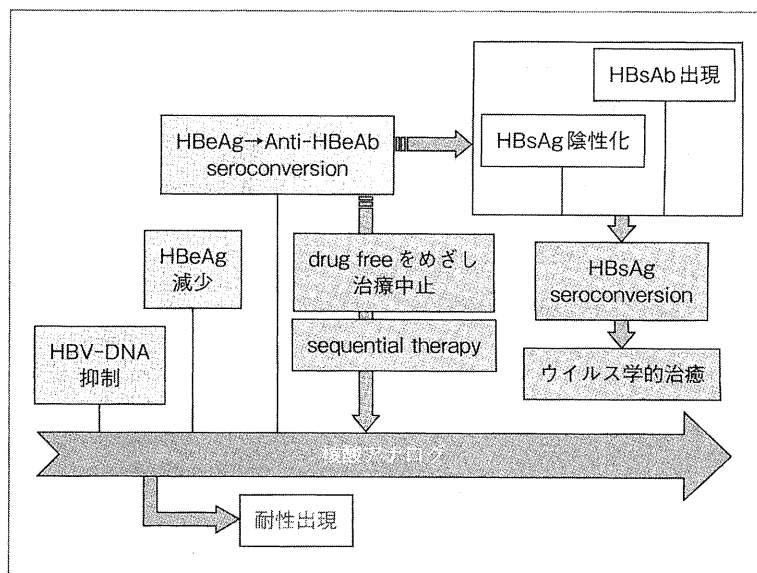 HBsAb 出現
HBeAg→Anti-HBeAb
seroconversion
HBsAg 陰性化
HBeAg
減少
drug free をめざし
治療中止
HBsAg
seroconversion
HBV-DNA
抑制
sequential therapy
ウイルス学的治癒
核酸アナログ
耐性出現